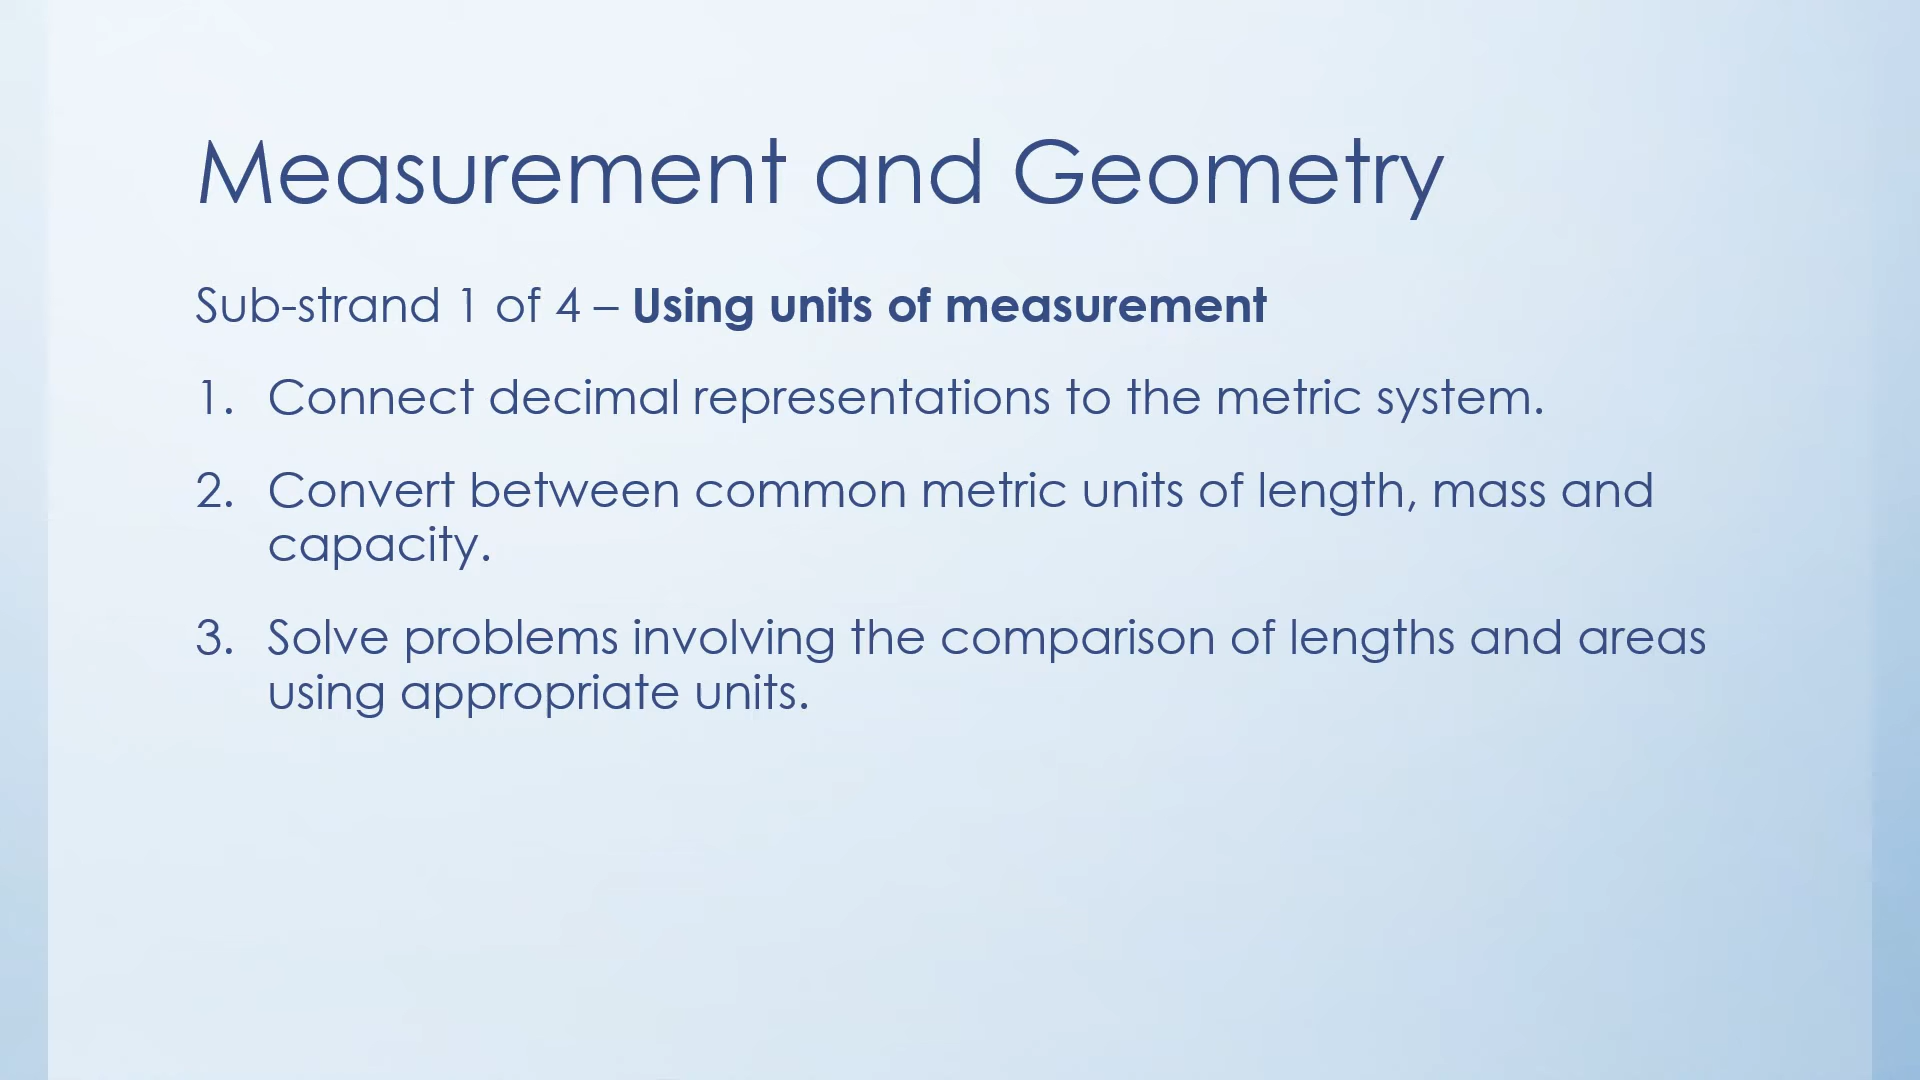 Measurement and Geometry
Sub-strand 1 of 4 – Using units of measurement
1. Connect decimal representations to the metric system.
2. Convert between common metric units of length, mass and
capacity.
3. Solve problems involving the comparison of lengths and areas
using appropriate units.